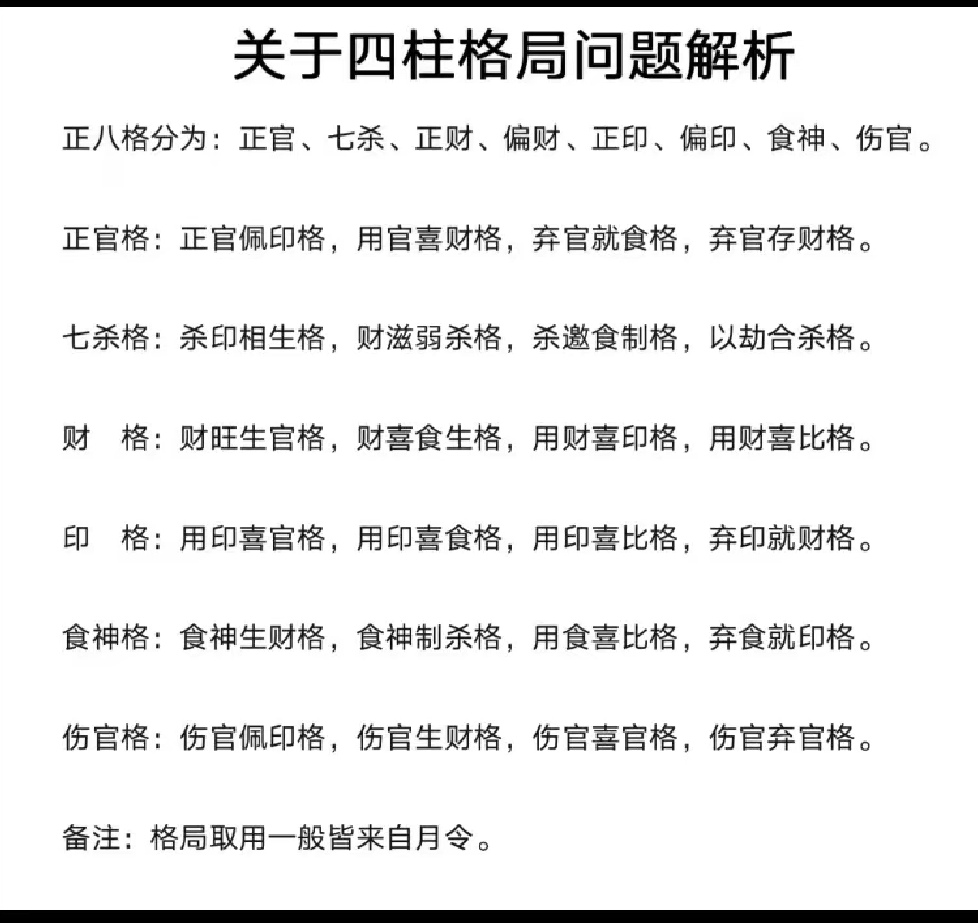 关于四柱格局问题解析
正八格分为：正官、七杀、正财、偏财、正印、偏印、食神、伤官。
正官格：正官佩印格，用官喜财格，弃官就食格，弃官存财格。
七杀格：杀印相生格，财滋弱杀格，杀邀食制格，以劫合杀格。
财　格：财旺生官格，财喜食生格，用财喜印格，用财喜比格。
印　格：用印喜官格，用印喜食格，用印喜比格，弃印就财格。
食神格：食神生财格，食神制杀格，用食喜比格，弃食就印格。
伤官格：伤官佩印格，伤官生财格，伤官喜官格，伤官弃官格。
备注：格局取用一般皆来自月令。